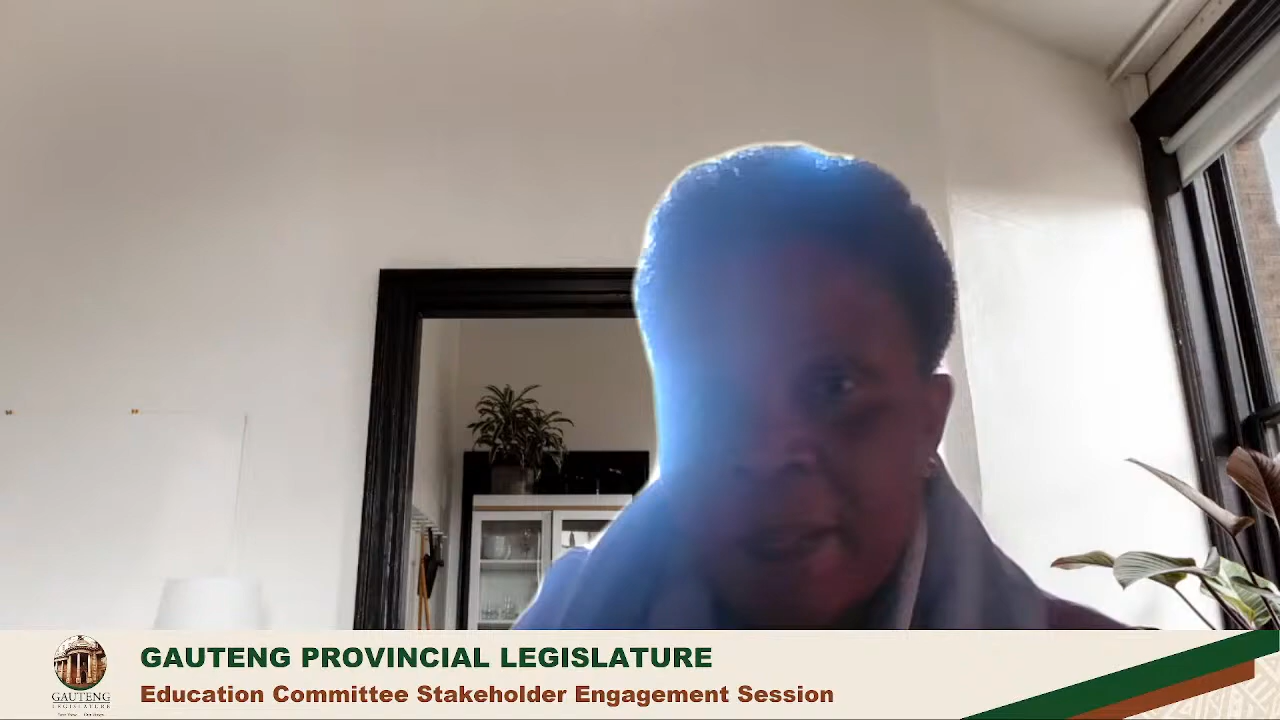 GAUTENG PROVINCIAL LEGISLATURE
Education Committee Stakeholder Engagement Session
GAUTENG
LEGISLATURE